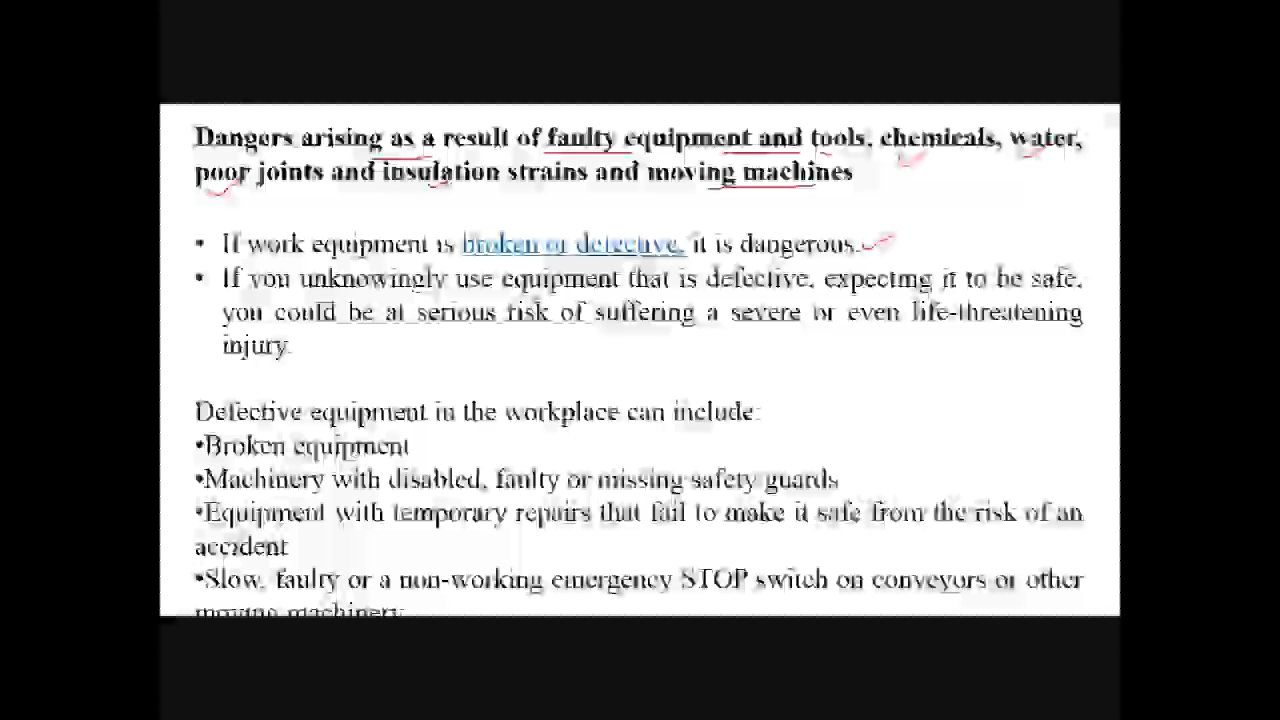 Dangers arising as a result of faulty equipment and tools, chemicals, water,
poor joints and insulation strains and moving machines
• If work equipment is broken or defective, it is dangerous.
• If you unknowingly use equipment that is defective, expecting it to be safe,
you could be at serious risk of suffering a severe or even life-threatening
injury.
Defective equipment in the workplace can include:
•Broken equipment
•Machinery with disabled, faulty or missing safety guards
•Equipment with temporary repairs that fail to make it safe from the risk of an
accident
•Slow, faulty or a non-working emergency STOP switch on conveyors or other
moving machinery